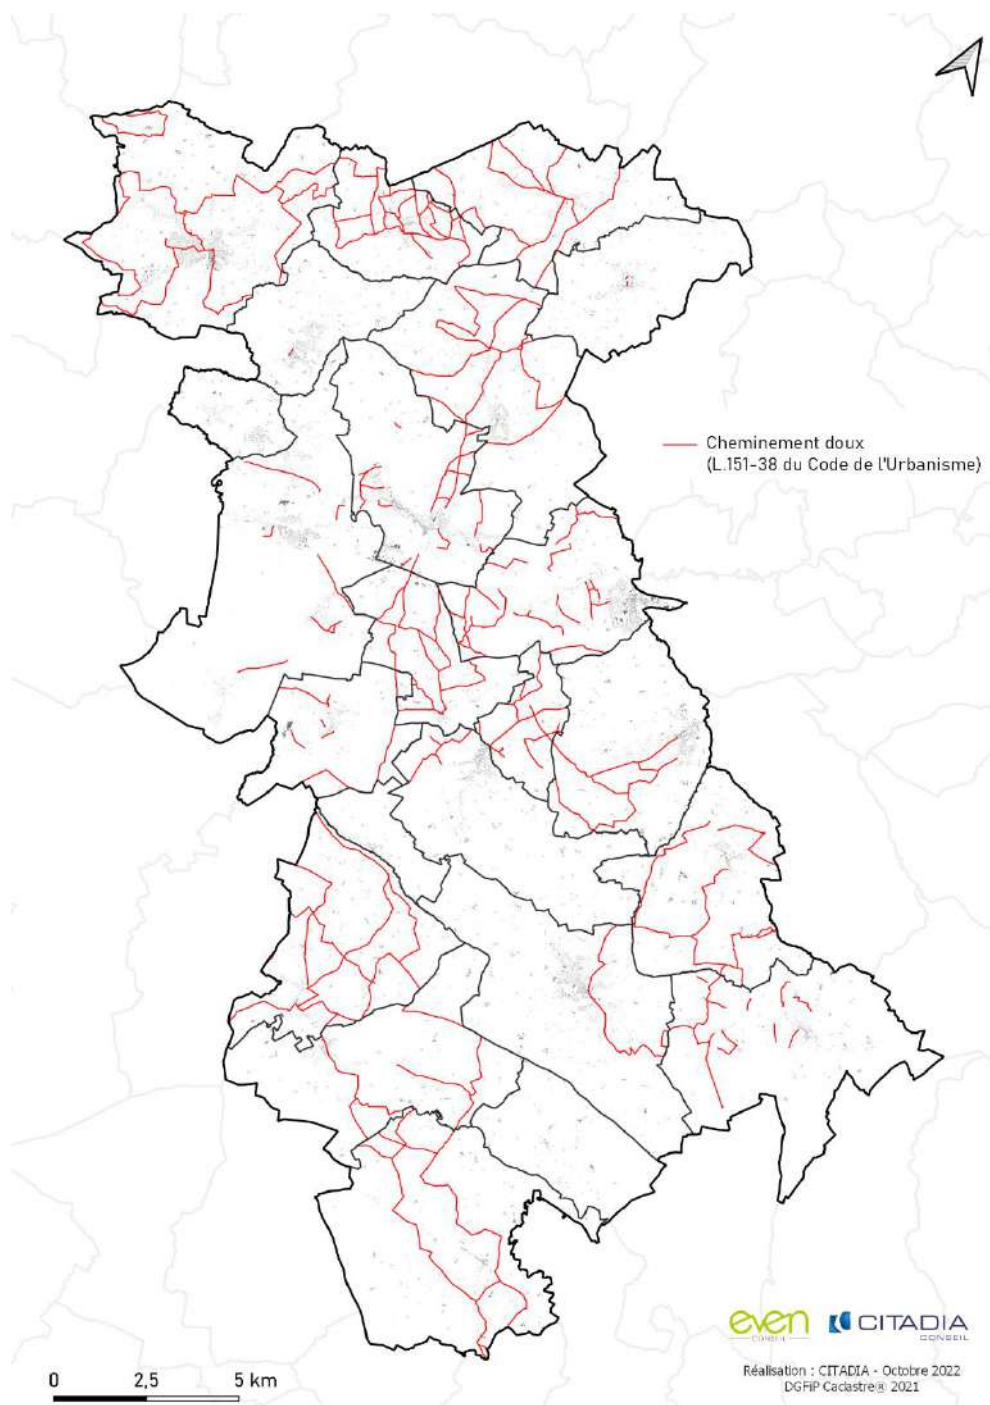 Cheminement doux
(L.151-38 du Code de l'Urbanisme)
even
CONSEIL
CITADIA
CONSEIL
0 2,5 5 km
Réalisation : CITADIA - Octobre 2022
DGFiP Cadastre® 2021